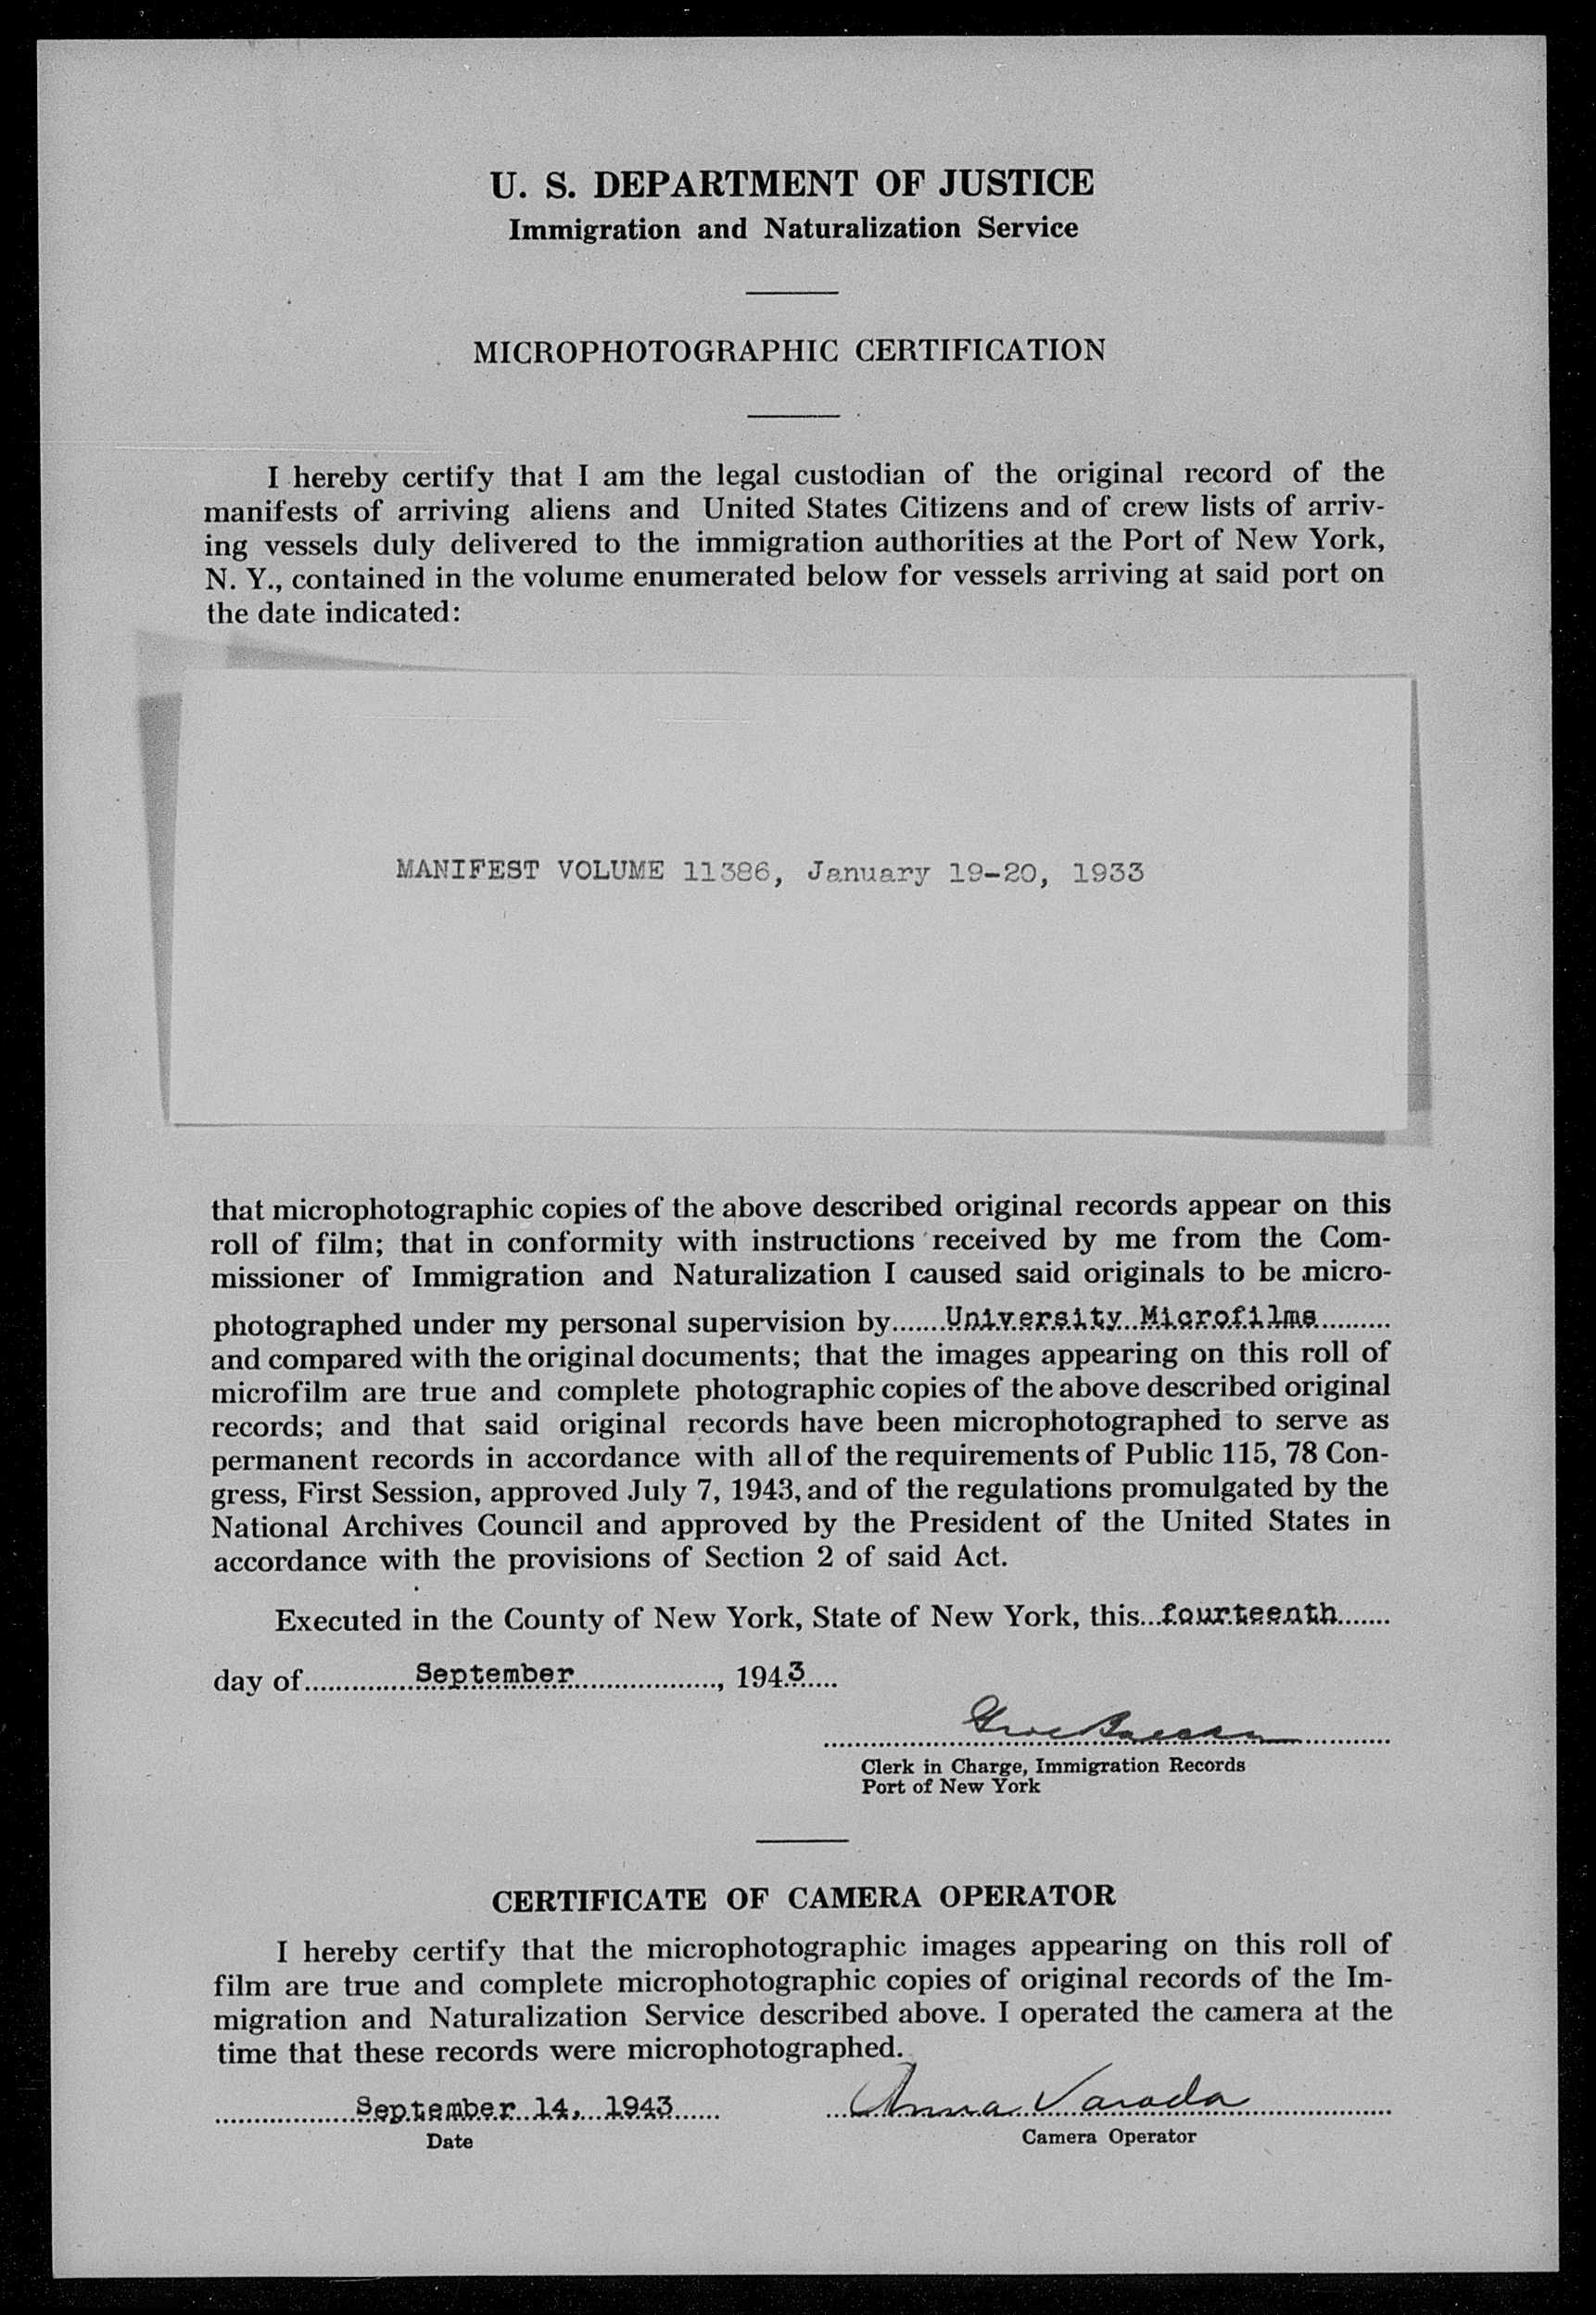 U. S. DEPARTMENT OF JUSTICE
Immigration and Naturalization Service
MICROPHOTOGRAPHIC CERTIFICATION
I hereby certify that I am the legal custodian of the original record of the
manifests of arriving aliens and United States Citizens and of crew lists of arriv-
ing vessels duly delivered to the immigration authorities at the Port of New York,
N. Y., contained in the volume enumerated below for vessels arriving at said port on
the date indicated:
MANIFEST VOLUME 11386, January 19-20, 1933
that microphotographic copies of the above described original records appear on this
roll of film; that in conformity with instructions received by me from the Com-
missioner of Immigration and Naturalization I caused said originals to be micro-
photographed under my personal supervision by.......University Microfilms..........
and compared with the original documents; that the images appearing on this roll of
microfilm are true and complete photographic copies of the above described original
records; and that said original records have been microphotographed to serve as
permanent records in accordance with all of the requirements of Public 115, 78 Con-
gress, First Session, approved July 7, 1943, and of the regulations promulgated by the
National Archives Council and approved by the President of the United States in
accordance with the provisions of Section 2 of said Act.
Executed in the County of New York, State of New York, this...fourteenth.......
day of..............September..................., 1943.....
Clerk in Charge, Immigration Records
Port of New York
CERTIFICATE OF CAMERA OPERATOR
I hereby certify that the microphotographic images appearing on this roll of
film are true and complete microphotographic copies of original records of the Im-
migration and Naturalization Service described above. I operated the camera at the
time that these records were microphotographed.
..................September 14, 1943...... Anna Varada
Date Camera Operator